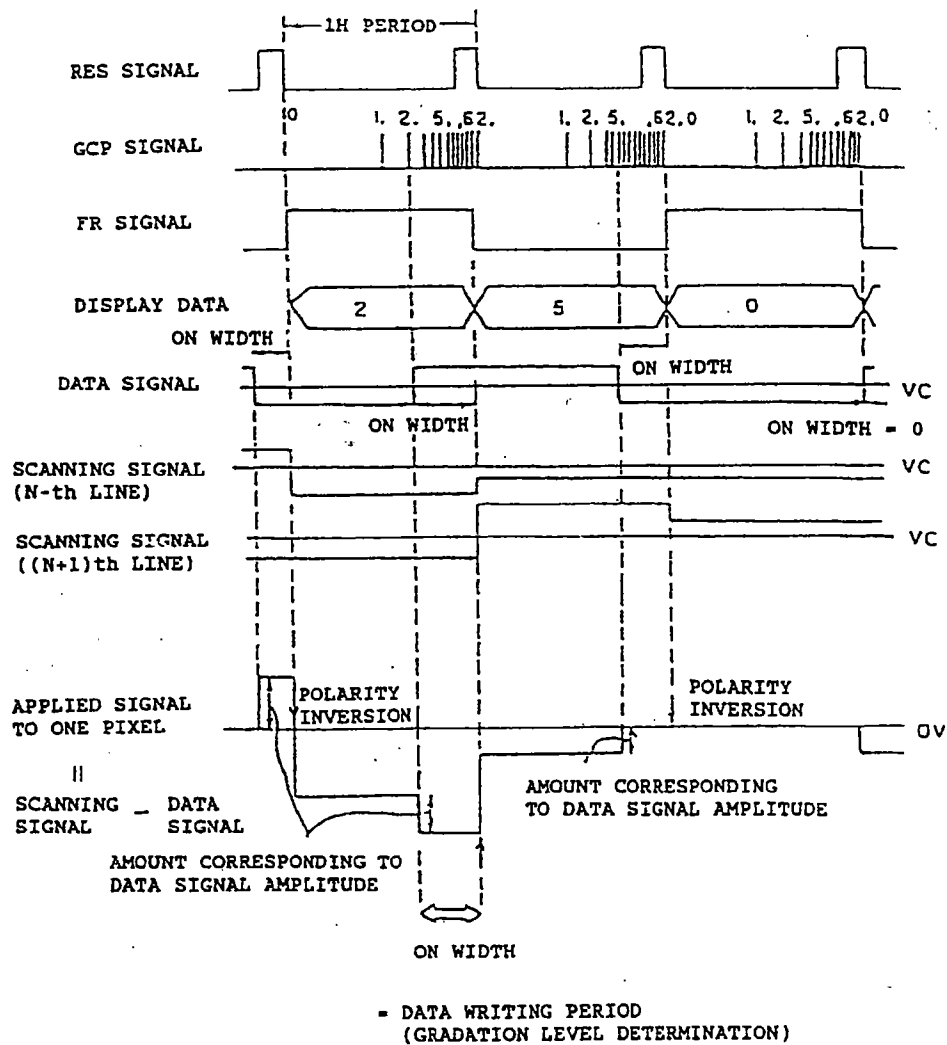 1H PERIOD
RES SIGNAL
0 1. 2. 5. .62. 1. 2. 5. .62.0 1. 2. 5. .62.0
GCP SIGNAL
FR SIGNAL
DISPLAY DATA 2 5 0
ON WIDTH ON WIDTH
DATA SIGNAL VC
ON WIDTH ON WIDTH = 0
SCANNING SIGNAL VC
(N-th LINE)
SCANNING SIGNAL VC
((N+1)th LINE)
POLARITY POLARITY
INVERSION INVERSION
APPLIED SIGNAL
TO ONE PIXEL 0V
=
SCANNING _ DATA
SIGNAL SIGNAL
AMOUNT CORRESPONDING
TO DATA SIGNAL AMPLITUDE
AMOUNT CORRESPONDING TO
DATA SIGNAL AMPLITUDE
ON WIDTH
= DATA WRITING PERIOD
(GRADATION LEVEL DETERMINATION)